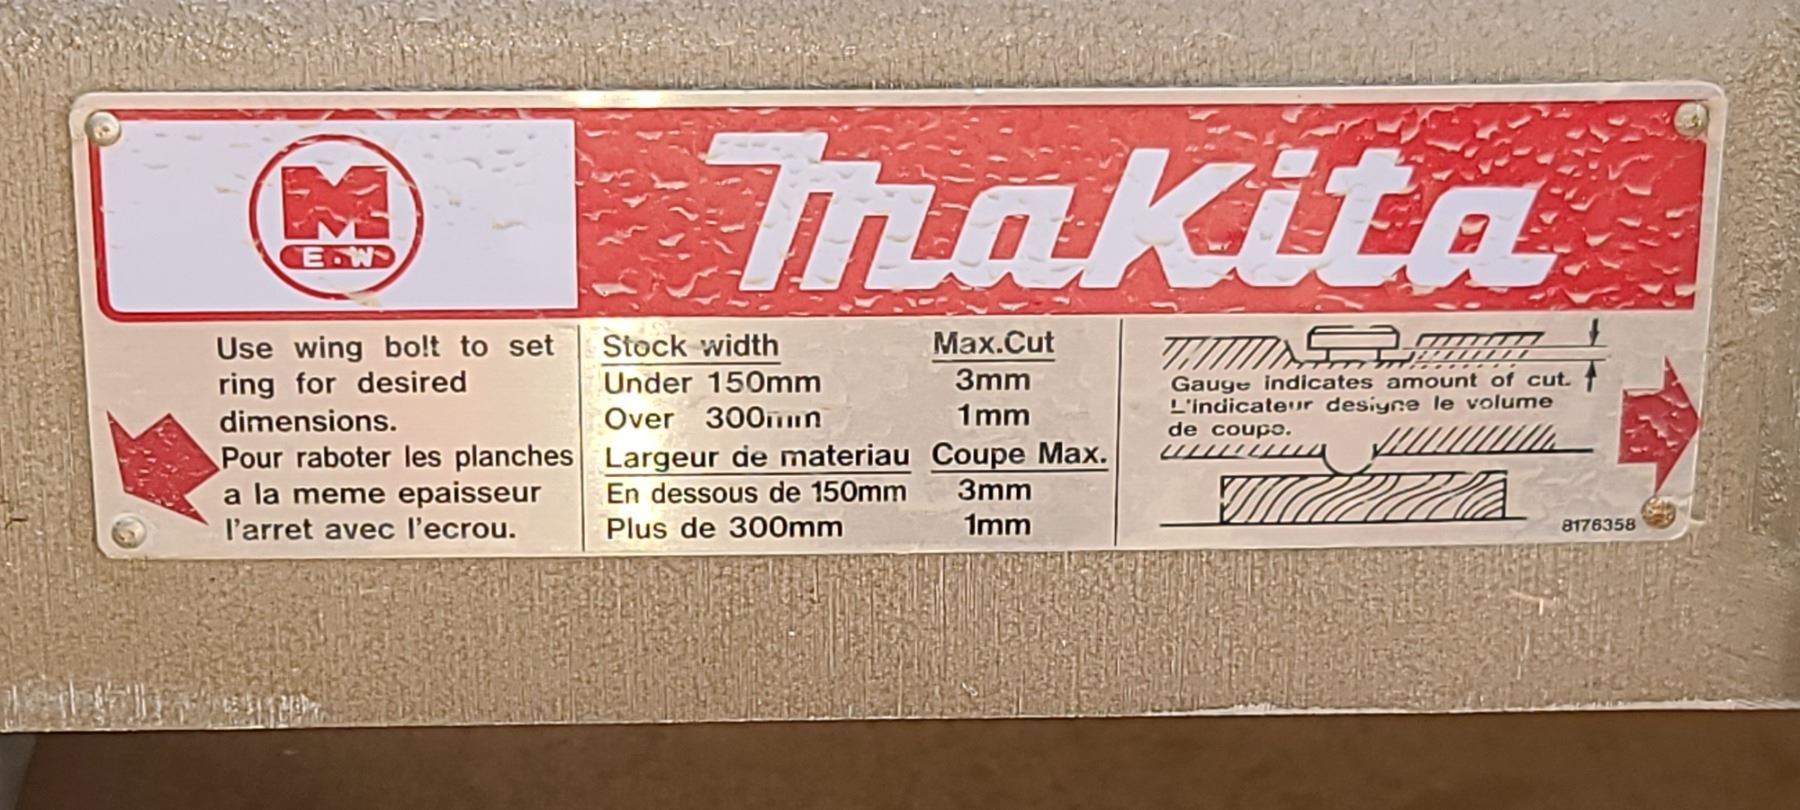 M
E.W
Makita
Use wing bolt to set
ring for desired
dimensions.
Pour raboter les planches
a la meme epaisseur
l'arret avec l'ecrou.
Stock width Max.Cut
Under 150mm 3mm
Over 300mm 1mm
Largeur de materiau Coupe Max.
En dessous de 150mm 3mm
Plus de 300mm 1mm
Gauge indicates amount of cut.
L'indicateur designe le volume
de coupe.
8176358